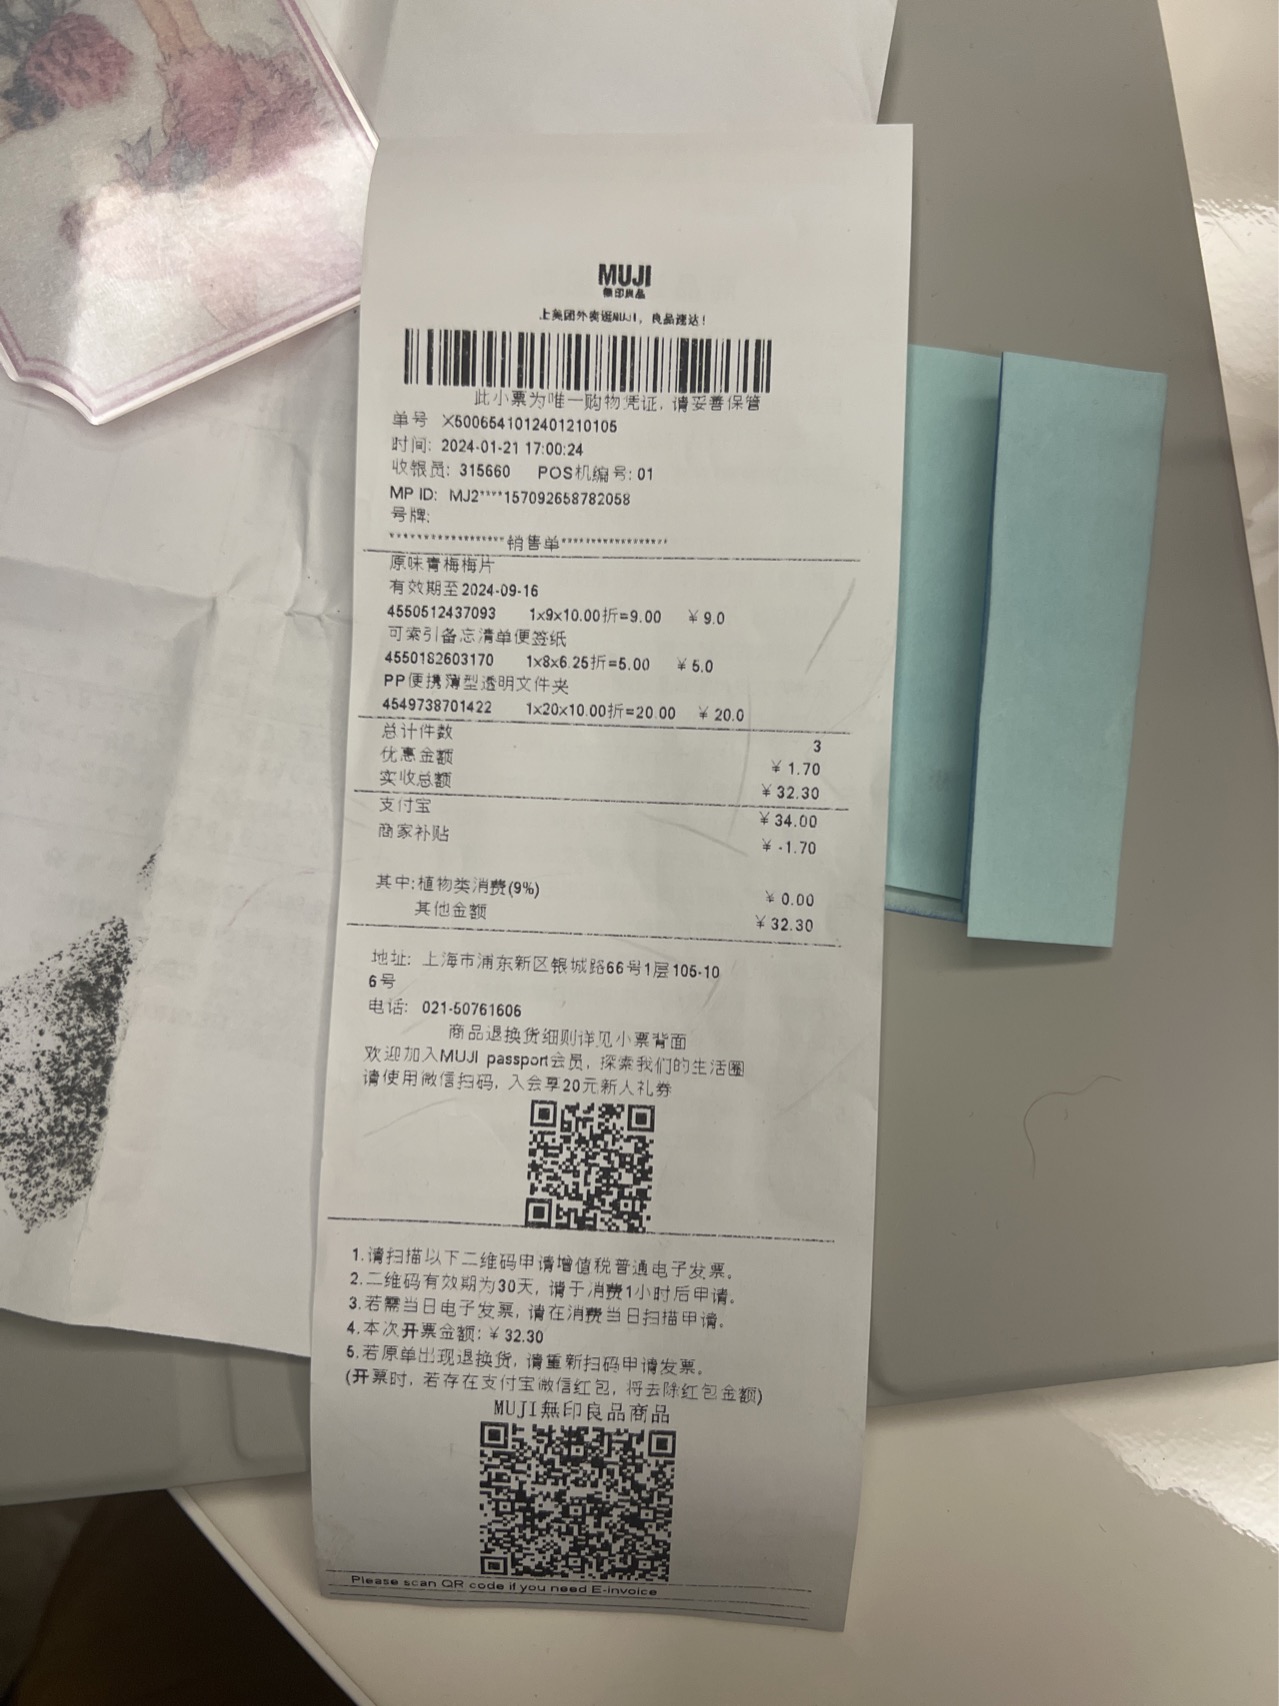 MUJI
無印良品
上美团外卖逛MUJI，良品速达！
此小票为唯一购物凭证，请妥善保管
单号 X5006541012401210105
时间: 2024-01-21 17:00:24
收银员: 315660 POS机编号: 01
MP ID: MJ2****157092658782058
号牌:
******************销售单******************
原味青梅梅片
有效期至2024-09-16
4550512437093 1x9x10.00折=9.00 ￥9.0
可索引备忘清单便签纸
4550182603170 1x8x6.25折=5.00 ￥5.0
PP便携薄型透明文件夹
4549738701422 1x20x10.00折=20.00 ￥20.0
总计件数 3
优惠金额 ￥1.70
实收总额 ￥32.30
支付宝 ￥34.00
商家补贴 ￥-1.70
其中:植物类消费(9%) ￥0.00
其他金额 ￥32.30
地址: 上海市浦东新区银城路66号1层105-10
6号
电话: 021-50761606
商品退换货细则详见小票背面
欢迎加入MUJI passport会员，探索我们的生活圈
请使用微信扫码，入会享20元新人礼券
1.请扫描以下二维码申请增值税普通电子发票。
2.二维码有效期为30天，请于消费1小时后申请。
3.若需当日电子发票，请在消费当日扫描申请。
4.本次开票金额:￥32.30
5.若原单出现退换货，请重新扫码申请发票。
(开票时，若存在支付宝微信红包，将去除红包金额)
MUJI無印良品商品
Please scan QR code if you need E-invoice